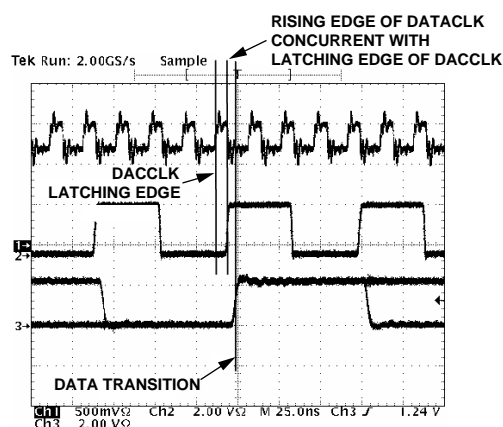 RISING EDGE OF DATACLK
CONCURRENT WITH
LATCHING EDGE OF DACCLK
Tek Run: 2.00GS/s Sample
T
DACCLK
LATCHING EDGE
1→
2→
3→
DATA TRANSITION
Ch1 500mVΩ Ch2 2.00 VΩ M 25.0ns Ch3 ∫ 1.24 V
Ch3 2.00 VΩ